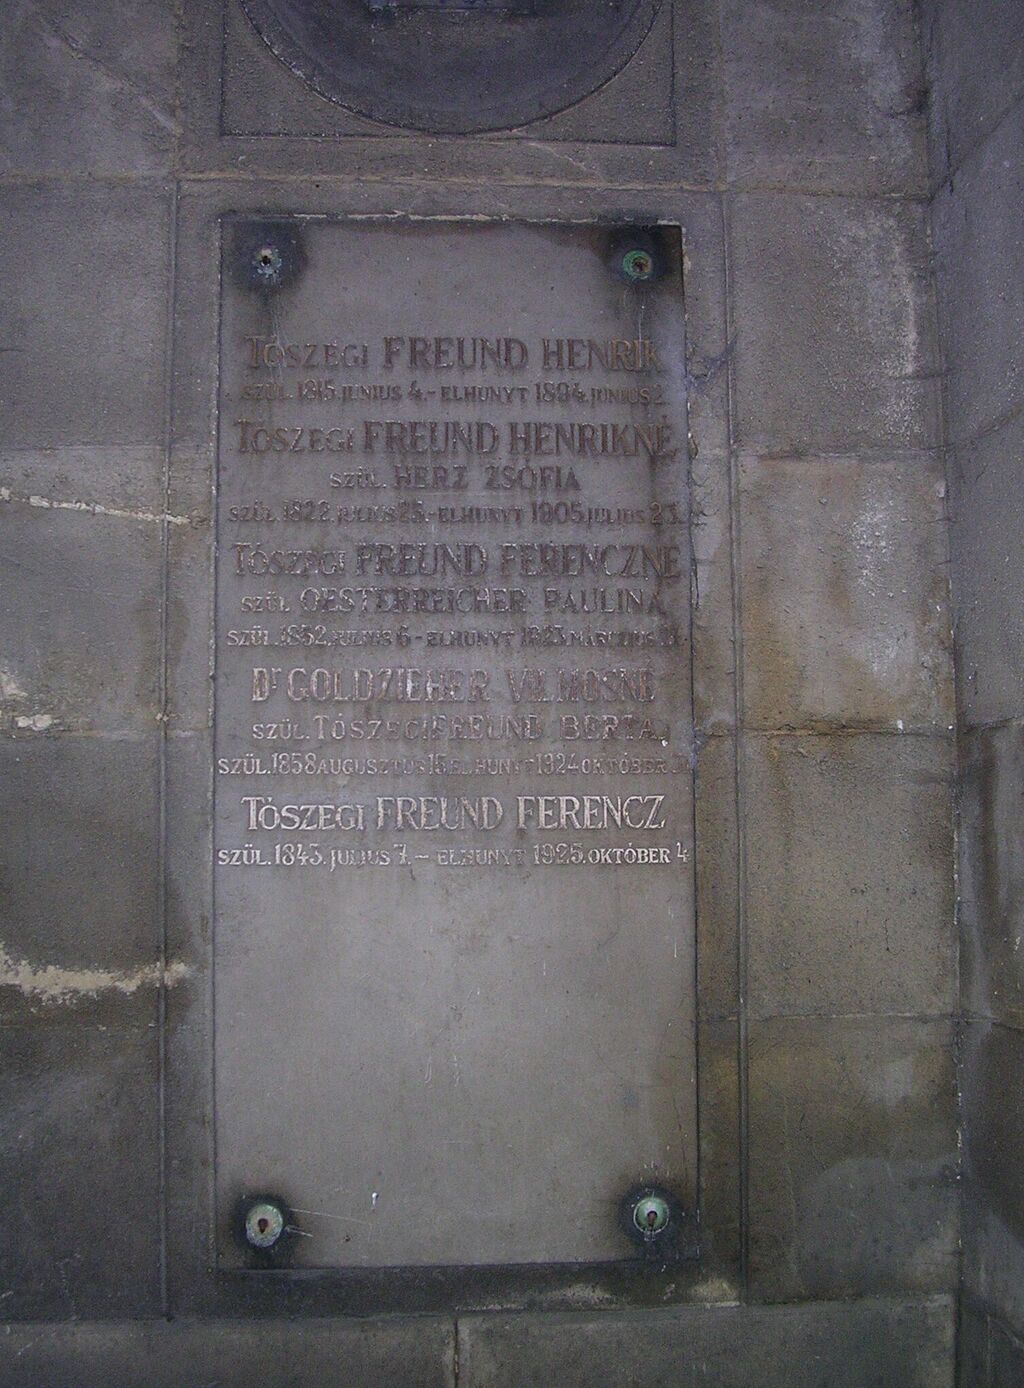 TÓSZEGI FREUND HENRIK
SZÜL. 1815. JUNIUS 4.-ELHUNYT 1894. JUNIUS
TÓSZEGI FREUND HENRIKNÉ
SZÜL. HERZ ZSÓFIA
SZÜL. 1822. JULIUS 25.-ELHUNYT 1905. JULIUS 23.
TÓSZEGI FREUND FERENCZNÉ
SZÜL. OESTERREICHER PAULINA
SZÜL. 1852. JULIUS 6-ELHUNYT 1923. MÁRCZIUS
Dr GOLDZIEHER VILMOSNÉ
SZÜL. TÓSZEGI FREUND BERTA.
SZÜL. 1858 AUGUSZTUS 15 ELHUNYT 1924 OKTÓBER
TÓSZEGI FREUND FERENCZ
SZÜL. 1843. JULIUS 7.- ELHUNYT 1925. OKTÓBER 4